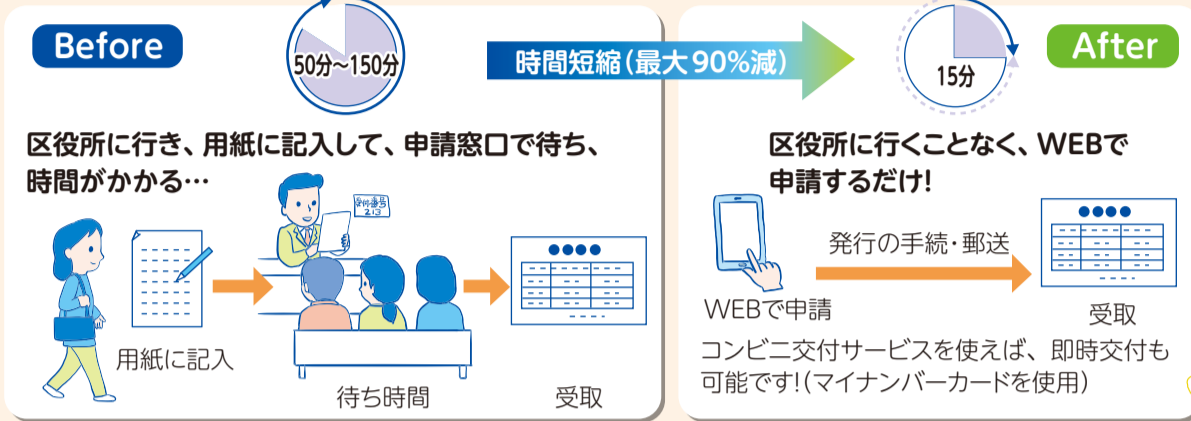 Before
50分~150分
区役所に行き、用紙に記入して、申請窓口で待ち、
時間がかかる…
受付番号
213
用紙に記入
待ち時間
受取
時間短縮(最大90%減)
After
15分
区役所に行くことなく、WEBで
申請するだけ!
発行の手続・郵送
WEBで申請
受取
コンビニ交付サービスを使えば、即時交付も
可能です!(マイナンバーカードを使用)